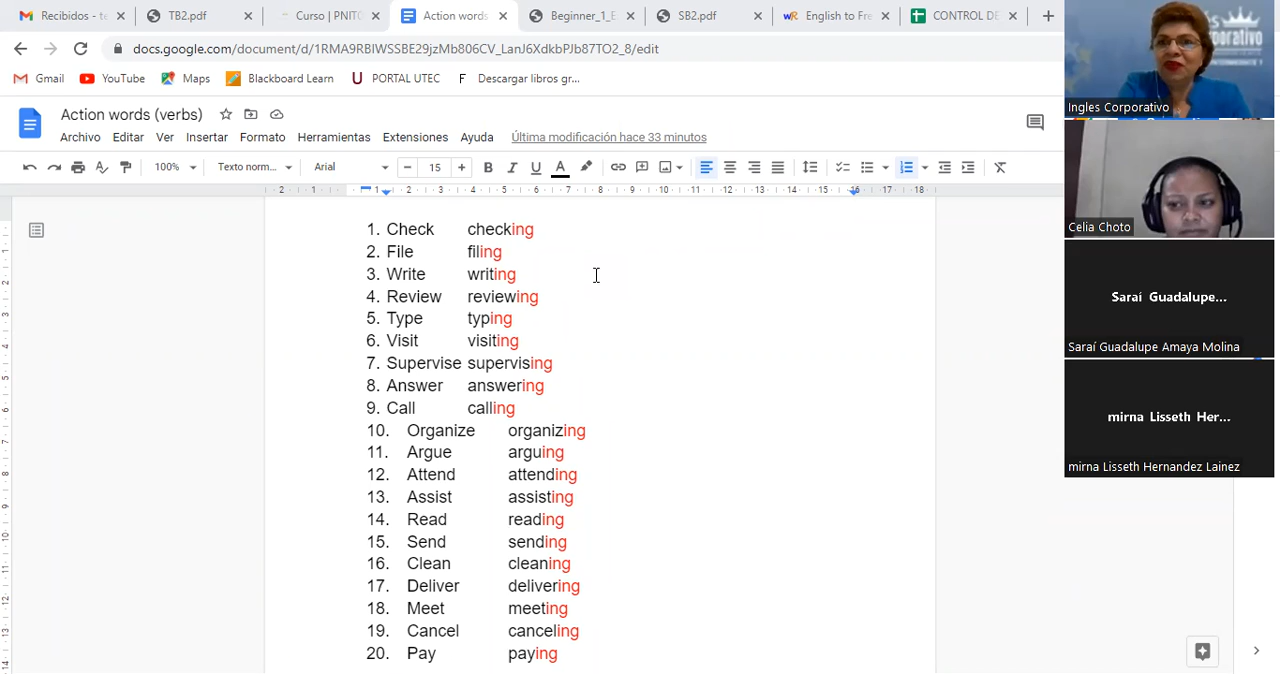 Recibidos - te
TB2.pdf
Curso | PNITC
Action words
Beginner_1_E
SB2.pdf
English to Fre
CONTROL DE
docs.google.com/document/d/1RMA9RBIWSSBE29jzMb806CV_LanJ6XdkbPJb87TO2_8/edit
Gmail YouTube Maps Blackboard Learn PORTAL UTEC Descargar libros gr...
Action words (verbs)
Archivo Editar Ver Insertar Formato Herramientas Extensiones Ayuda Última modificación hace 33 minutos
100% Texto norm... Arial 15
1. Check checking
2. File filing
3. Write writing
4. Review reviewing
5. Type typing
6. Visit visiting
7. Supervise supervising
8. Answer answering
9. Call calling
10. Organize organizing
11. Argue arguing
12. Attend attending
13. Assist assisting
14. Read reading
15. Send sending
16. Clean cleaning
17. Deliver delivering
18. Meet meeting
19. Cancel canceling
20. Pay paying
Ingles Corporativo
Celia Choto
Saraí Guadalupe...
Saraí Guadalupe Amaya Molina
mirna Lisseth Her...
mirna Lisseth Hernandez Lainez